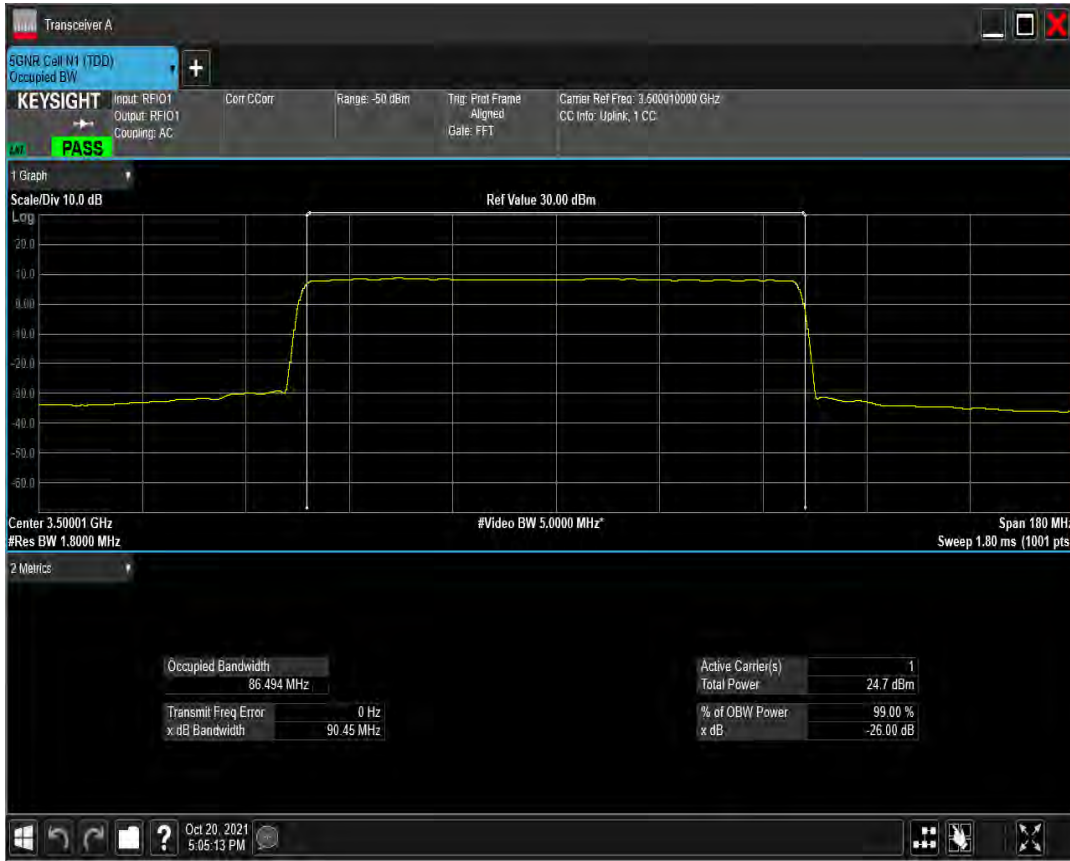 Transceiver A
5GNR Cell N1 (TDD)
Occupied BW
+
KEYSIGHT
Input: RFIO1
Output: RFIO1
Coupling: AC
Corr CCorr
Range: -50 dBm
Trig: Prot Frame
Aligned
Gate: FFT
Carrier Ref Freq: 3.500010000 GHz
CC Info: Uplink, 1 CC
PASS
1 Graph
Scale/Div 10.0 dB
Ref Value 30.00 dBm
Log
20.0
10.0
0.00
-10.0
-20.0
-30.0
-40.0
-50.0
-60.0
Center 3.50001 GHz
#Video BW 5.0000 MHz*
Span 180 MHz
#Res BW 1.8000 MHz
Sweep 1.80 ms (1001 pts
2 Metrics
Occupied Bandwidth
86.494 MHz
Transmit Freq Error 0 Hz
x dB Bandwidth 90.45 MHz
Active Carrier(s) 1
Total Power 24.7 dBm
% of OBW Power 99.00 %
x dB -26.00 dB
?
Oct 20, 2021
5:05:13 PM